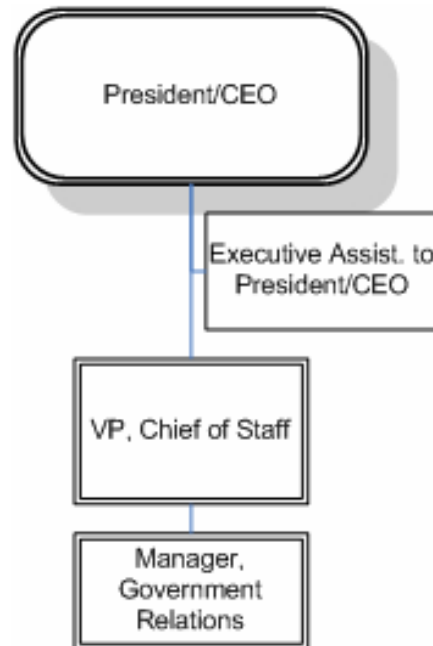 President/CEO
Executive Assist. to
President/CEO
VP, Chief of Staff
Manager,
Government
Relations